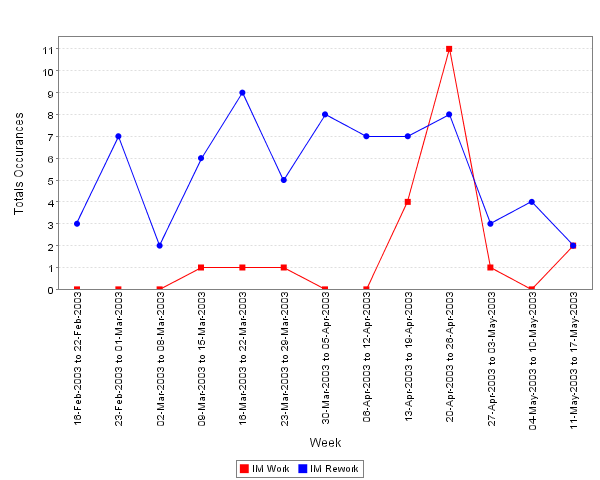 Totals Occurances
11
10
9
8
7
6
5
4
3
2
1
0
16-Feb-2003 to 22-Feb-2003
23-Feb-2003 to 01-Mar-2003
02-Mar-2003 to 08-Mar-2003
09-Mar-2003 to 15-Mar-2003
16-Mar-2003 to 22-Mar-2003
23-Mar-2003 to 29-Mar-2003
30-Mar-2003 to 05-Apr-2003
06-Apr-2003 to 12-Apr-2003
13-Apr-2003 to 19-Apr-2003
20-Apr-2003 to 26-Apr-2003
27-Apr-2003 to 03-May-2003
04-May-2003 to 10-May-2003
11-May-2003 to 17-May-2003
Week
IM Work IM Rework